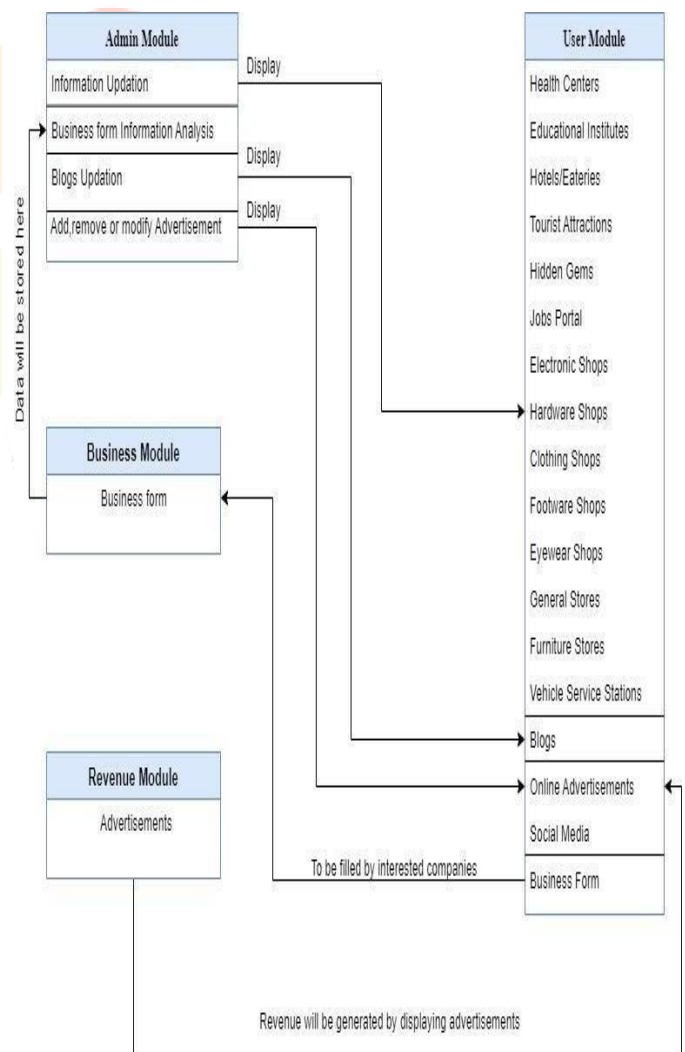 Admin Module
Information Updation
Business form Information Analysis
Blogs Updation
Add,remove or modify Advertisement
Display
Display
Display
Data will be stored here
Business Module
Business form
Revenue Module
Advertisements
User Module
Health Centers
Educational Institutes
Hotels/Eateries
Tourist Attractions
Hidden Gems
Jobs Portal
Electronic Shops
Hardware Shops
Clothing Shops
Footware Shops
Eyewear Shops
General Stores
Furniture Stores
Vehicle Service Stations
Blogs
Online Advertisements
Social Media
Business Form
To be filled by interested companies
Revenue will be generated by displaying advertisements